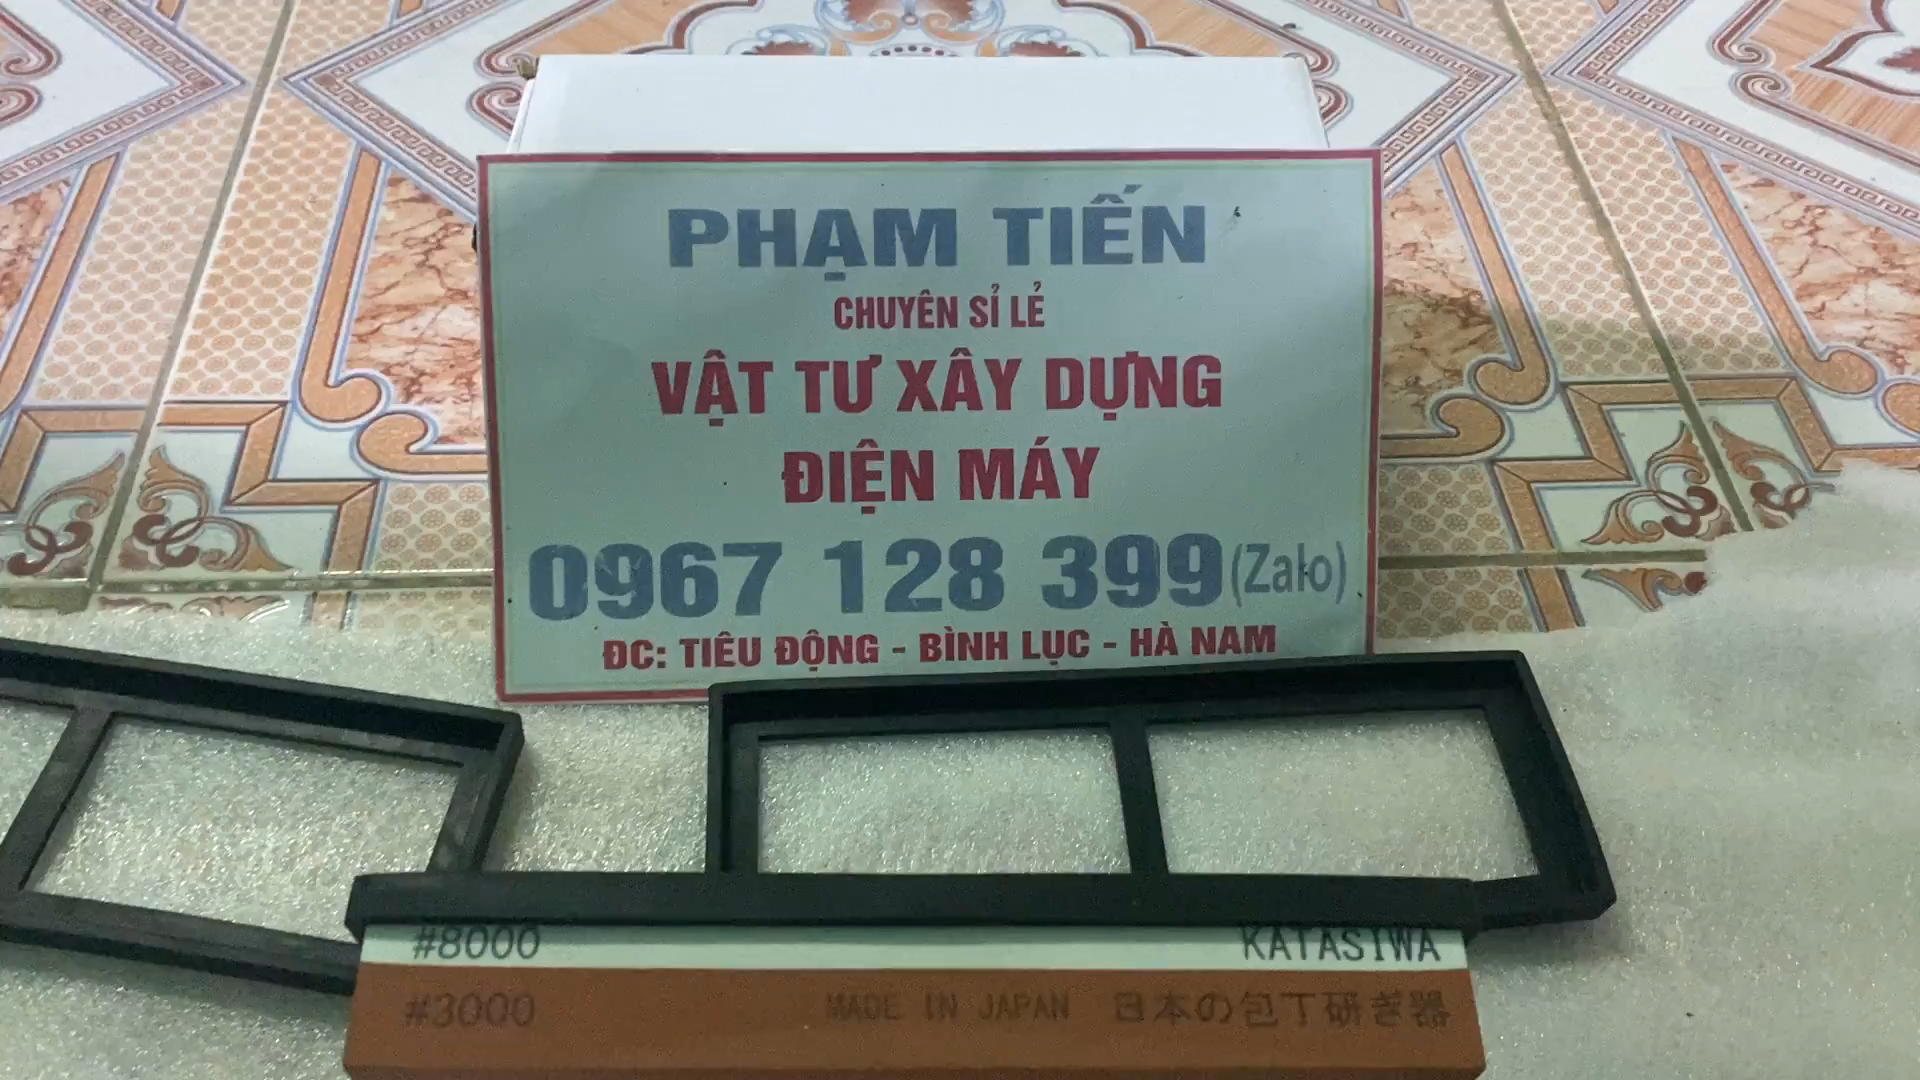 PHẠM TIẾN
CHUYÊN SỈ LẺ
VẬT TƯ XÂY DỰNG
ĐIỆN MÁY
0967 128 399 (Zalo)
ĐC: TIÊU ĐỘNG - BÌNH LỤC - HÀ NAM
#8000 KATASIWA
#3000 MADE IN JAPAN 日本の包丁研ぎ器